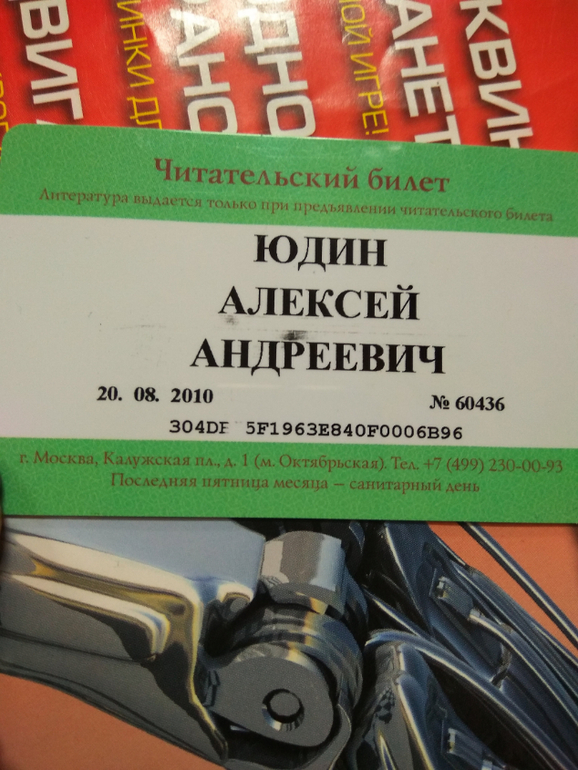 Читательский билет
Литература выдается только при предъявлении читательского билета
ЮДИН
АЛЕКСЕЙ
АНДРЕЕВИЧ
20. 08. 2010
№ 60436
304DF 5F1963E840F0006B96
г. Москва, Калужская пл., д. 1 (м. Октябрьская). Тел. +7 (499) 230-00-93
Последняя пятница месяца – санитарный день